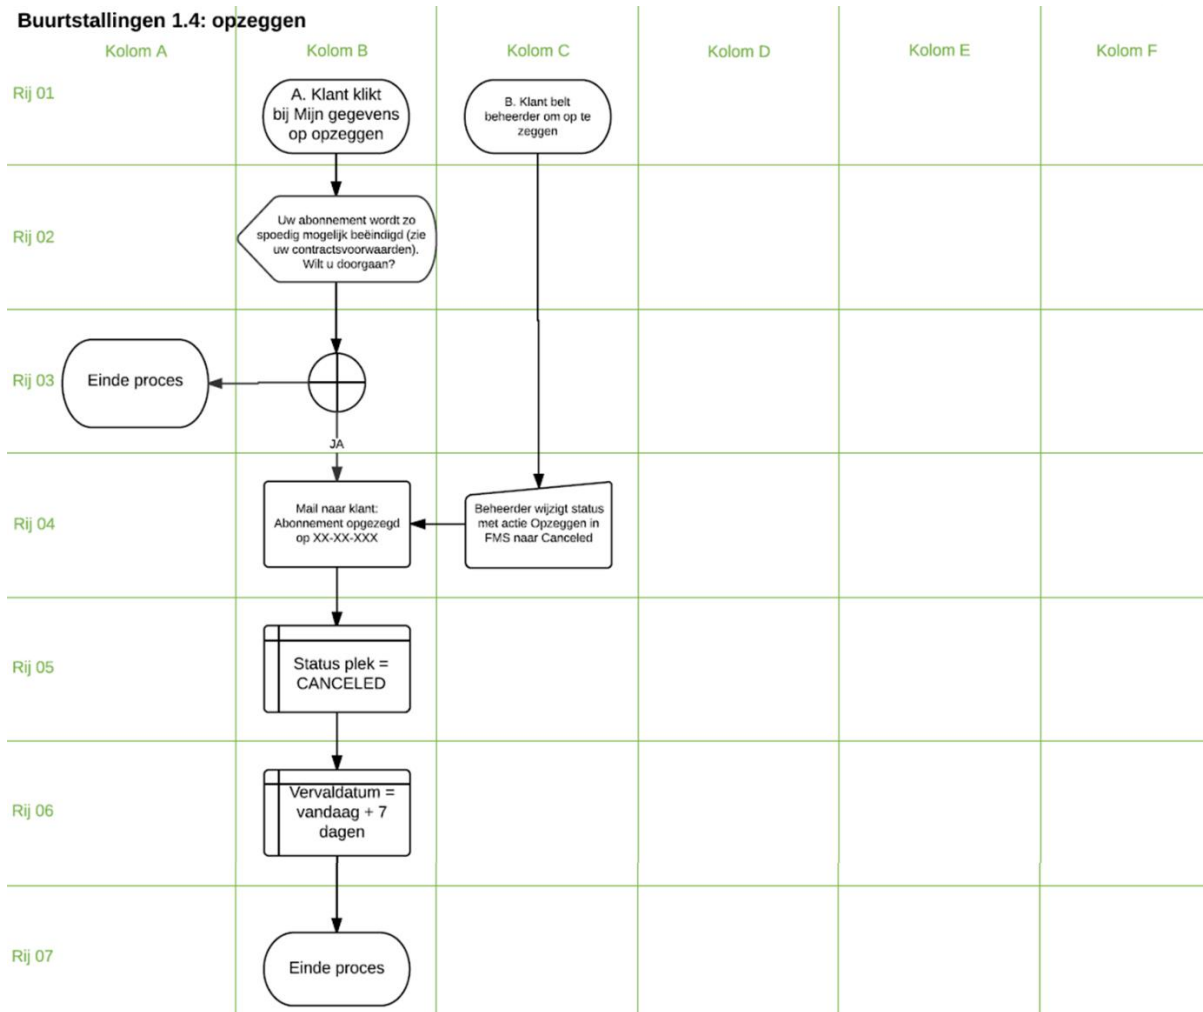 Buurtstallingen 1.4: opzeggen
Kolom A
Kolom B
Kolom C
Kolom D
Kolom E
Kolom F
Rij 01
A. Klant klikt
bij Mijn gegevens
op opzeggen
B. Klant belt
beheerder om op te
zeggen
Rij 02
Uw abonnement wordt zo
spoedig mogelijk beëindigd (zie
uw contractsvoorwaarden).
Wilt u doorgaan?
Rij 03
Einde proces
JA
Rij 04
Mail naar klant:
Abonnement opgezegd
op XX-XX-XXX
Beheerder wijzigt status
met actie Opzeggen in
FMS naar Canceled
Rij 05
Status plek =
CANCELED
Rij 06
Vervaldatum =
vandaag + 7
dagen
Rij 07
Einde proces